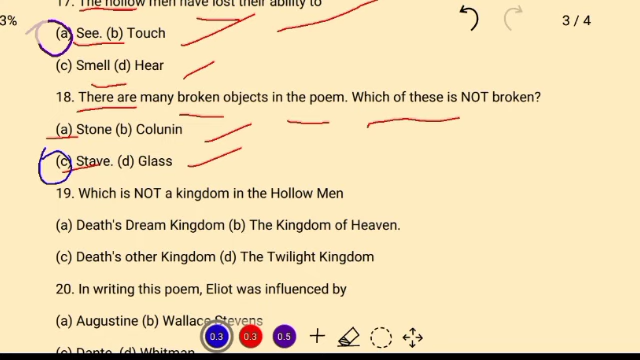 17. The hollow men have lost their ability to
3%
3 / 4
(a) See. (b) Touch
(c) Smell (d) Hear
18. There are many broken objects in the poem. Which of these is NOT broken?
(a) Stone (b) Colunin
(c) Stave. (d) Glass
19. Which is NOT a kingdom in the Hollow Men
(a) Death's Dream Kingdom (b) The Kingdom of Heaven.
(c) Death's other Kingdom (d) The Twilight Kingdom
20. In writing this poem, Eliot was influenced by
(a) Augustine (b) Wallace Stevens
0.3 0.3 0.5
(c) Dante. (d) Whitman